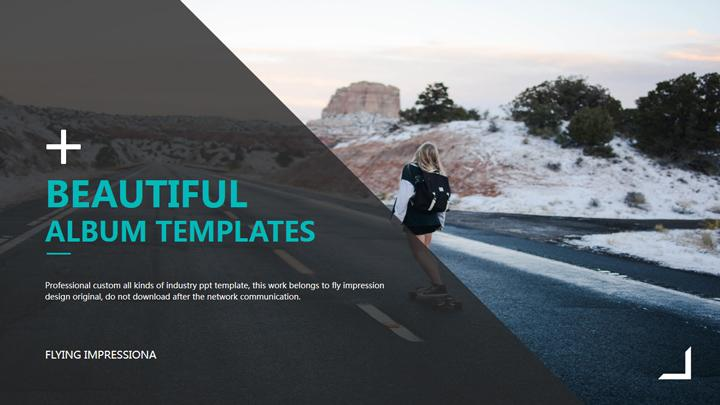 BEAUTIFUL
ALBUM TEMPLATES
Professional custom all kinds of industry ppt template, this work belongs to fly impression
design original, do not download after the network communication.
FLYING IMPRESSIONA